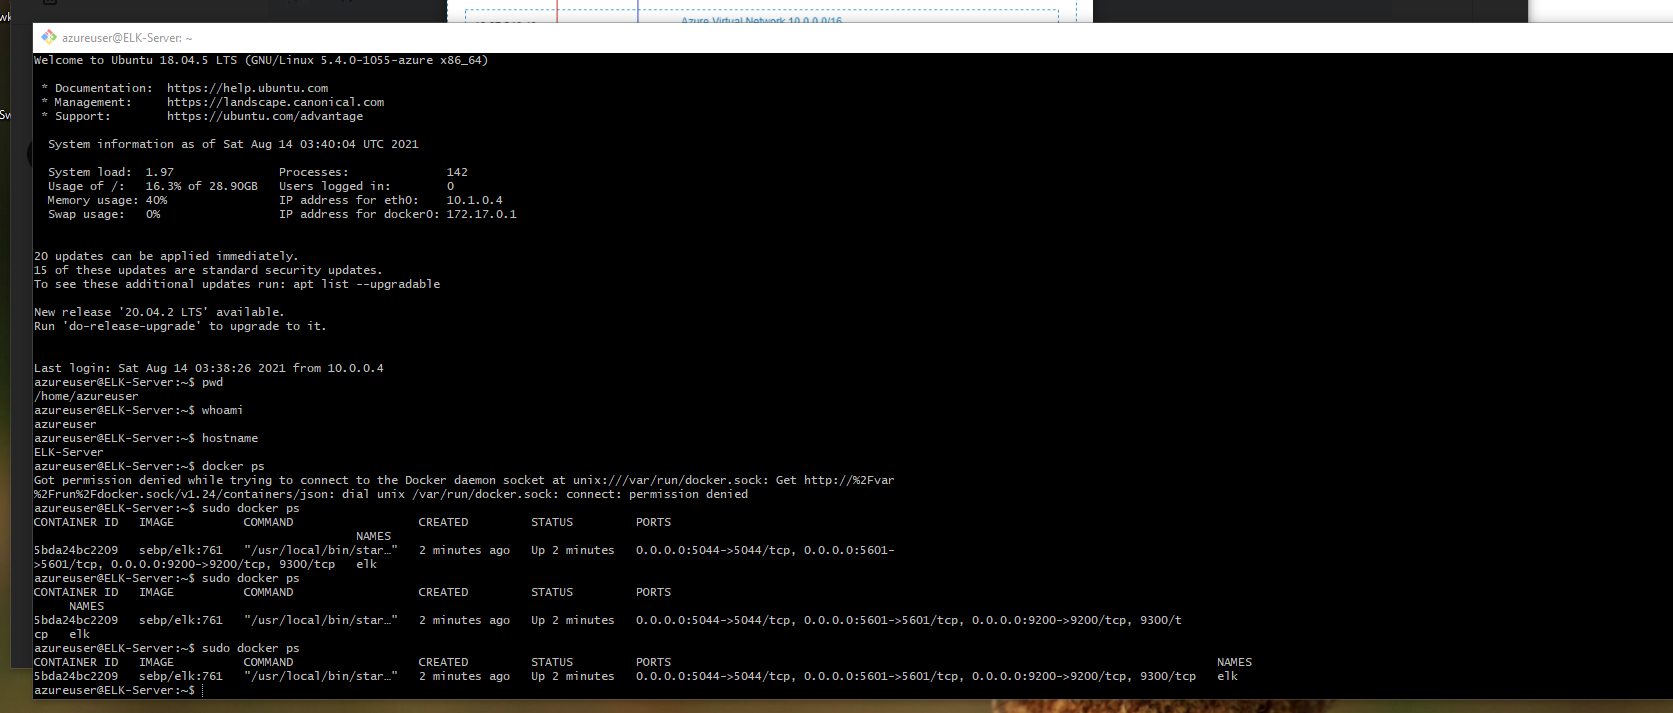 Azure Virtual Network 10.0.0.0/16
azureuser@ELK-Server: ~
Welcome to Ubuntu 18.04.5 LTS (GNU/Linux 5.4.0-1055-azure x86_64)
* Documentation:  https://help.ubuntu.com
* Management:     https://landscape.canonical.com
* Support:        https://ubuntu.com/advantage
System information as of Sat Aug 14 03:40:04 UTC 2021
System load:  1.97               Processes:              142
Usage of /:   16.3% of 28.90GB   Users logged in:        0
Memory usage: 40%                IP address for eth0:    10.1.0.4
Swap usage:   0%                 IP address for docker0: 172.17.0.1
20 updates can be applied immediately.
15 of these updates are standard security updates.
To see these additional updates run: apt list --upgradable
New release '20.04.2 LTS' available.
Run 'do-release-upgrade' to upgrade to it.
Last login: Sat Aug 14 03:38:26 2021 from 10.0.0.4
azureuser@ELK-Server:~$ pwd
/home/azureuser
azureuser@ELK-Server:~$ whoami
azureuser
azureuser@ELK-Server:~$ hostname
ELK-Server
azureuser@ELK-Server:~$ docker ps
Got permission denied while trying to connect to the Docker daemon socket at unix:///var/run/docker.sock: Get http://%2Fvar
%2Frun%2Fdocker.sock/v1.24/containers/json: dial unix /var/run/docker.sock: connect: permission denied
azureuser@ELK-Server:~$ sudo docker ps
CONTAINER ID   IMAGE          COMMAND                  CREATED         STATUS         PORTS
NAMES
5bda24bc2209   sebp/elk:761   "/usr/local/bin/star…"   2 minutes ago   Up 2 minutes   0.0.0.0:5044->5044/tcp, 0.0.0.0:5601-
>5601/tcp, 0.0.0.0:9200->9200/tcp, 9300/tcp   elk
azureuser@ELK-Server:~$ sudo docker ps
CONTAINER ID   IMAGE          COMMAND                  CREATED         STATUS         PORTS
NAMES
5bda24bc2209   sebp/elk:761   "/usr/local/bin/star…"   2 minutes ago   Up 2 minutes   0.0.0.0:5044->5044/tcp, 0.0.0.0:5601->5601/tcp, 0.0.0.0:9200->9200/tcp, 9300/t
cp   elk
azureuser@ELK-Server:~$ sudo docker ps
CONTAINER ID   IMAGE          COMMAND                  CREATED         STATUS         PORTS                                                                              NAMES
5bda24bc2209   sebp/elk:761   "/usr/local/bin/star…"   2 minutes ago   Up 2 minutes   0.0.0.0:5044->5044/tcp, 0.0.0.0:5601->5601/tcp, 0.0.0.0:9200->9200/tcp, 9300/tcp   elk
azureuser@ELK-Server:~$